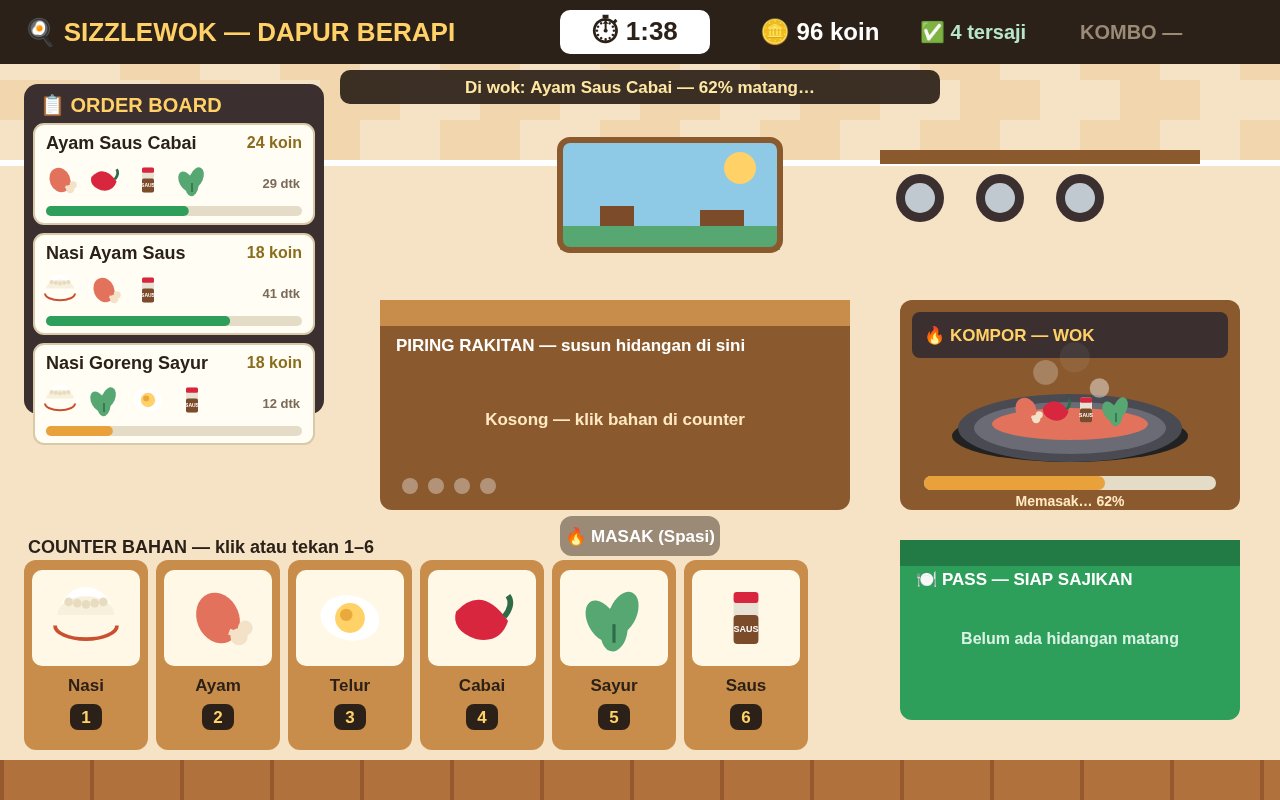 SIZZLEWOK — DAPUR BERAPI
1:38
96 koin
4 tersaji
KOMBO —
Di wok: Ayam Saus Cabai — 62% matang…
ORDER BOARD
Ayam Saus Cabai
24 koin
SAUS
29 dtk
Nasi Ayam Saus
18 koin
SAUS
41 dtk
Nasi Goreng Sayur
18 koin
SAUS
12 dtk
PIRING RAKITAN — susun hidangan di sini
Kosong — klik bahan di counter
KOMPOR — WOK
SAUS
Memasak… 62%
MASAK (Spasi)
COUNTER BAHAN — klik atau tekan 1–6
SAUS
Nasi
Ayam
Telur
Cabai
Sayur
Saus
1
2
3
4
5
6
PASS — SIAP SAJIKAN
Belum ada hidangan matang